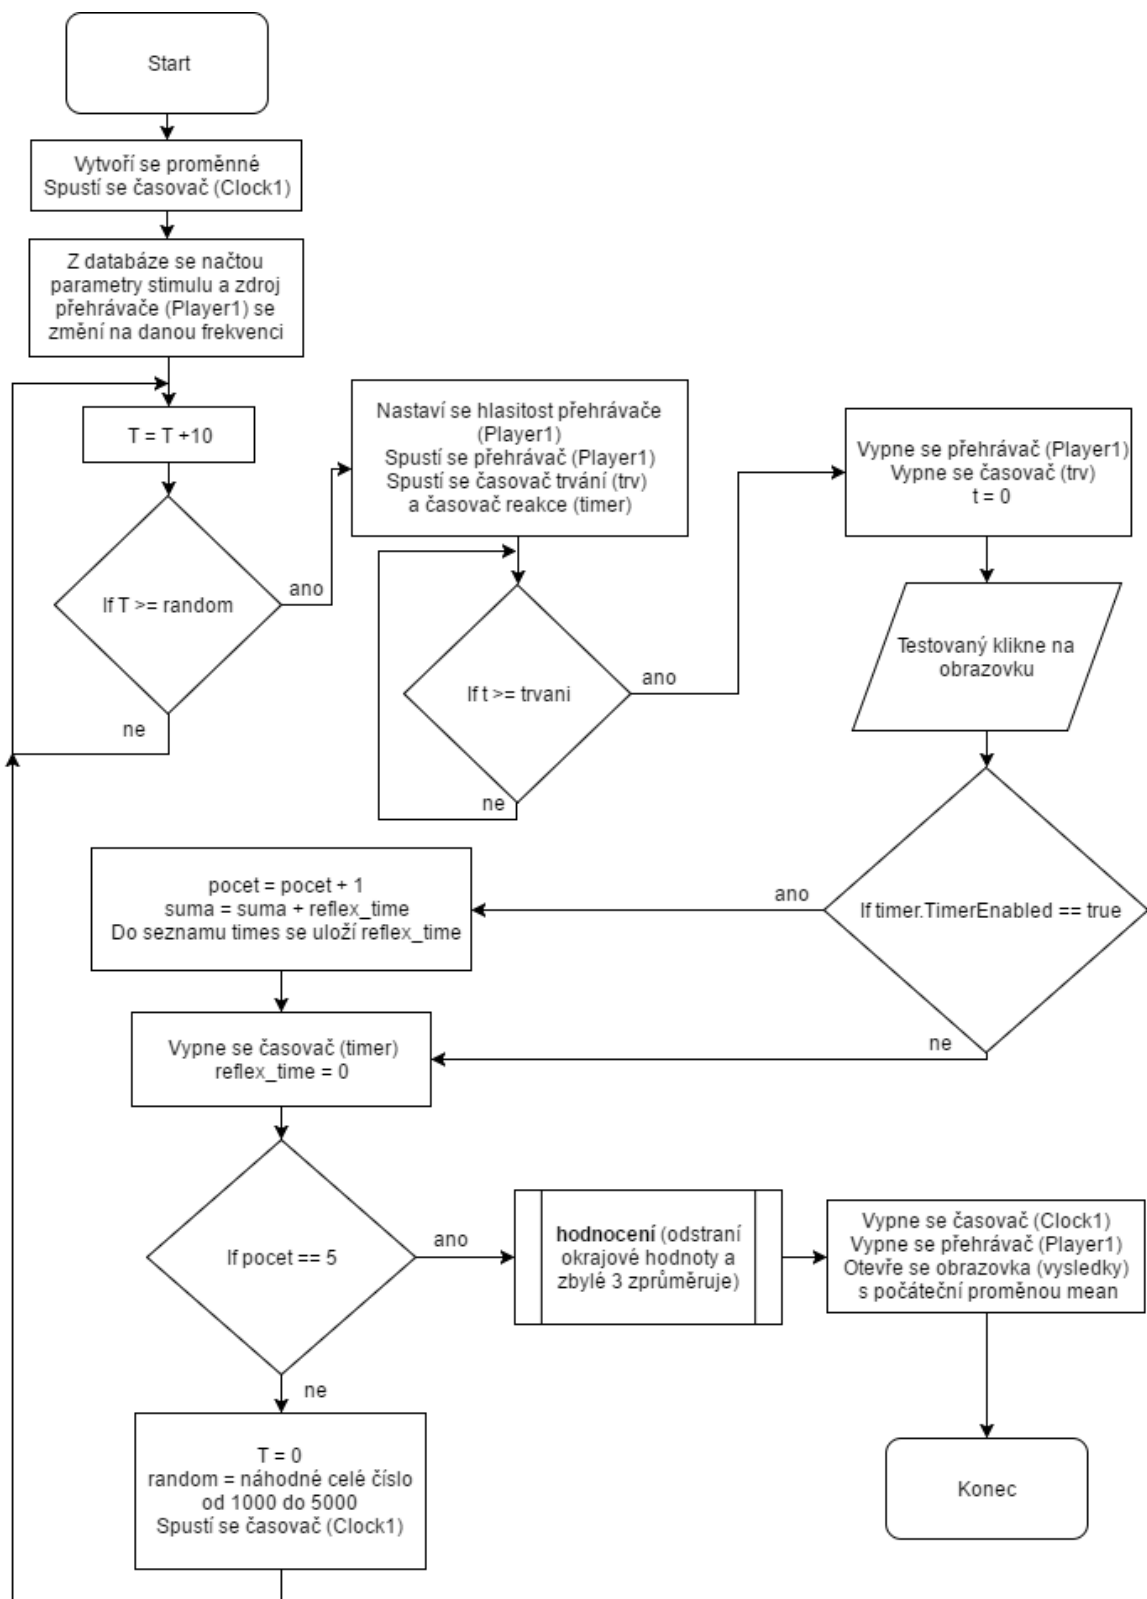 Start
Vytvoří se proměnné
Spustí se časovač (Clock1)
Z databáze se načtou
parametry stimulu a zdroj
přehrávače (Player1) se
změní na danou frekvenci
T = T +10
If T >= random
ano
ne
Nastaví se hlasitost přehrávače
(Player1)
Spustí se přehrávač (Player1)
Spustí se časovač trvání (trv)
a časovač reakce (timer)
If t >= trvani
ano
ne
Vypne se přehrávač (Player1)
Vypne se časovač (trv)
t = 0
Testovaný klikne na
obrazovku
If timer.TimerEnabled == true
ano
ne
pocet = pocet + 1
suma = suma + reflex_time
Do seznamu times se uloží reflex_time
Vypne se časovač (timer)
reflex_time = 0
If pocet == 5
ano
ne
hodnocení (odstraní
okrajové hodnoty a
zbylé 3 zprůměruje)
Vypne se časovač (Clock1)
Vypne se přehrávač (Player1)
Otevře se obrazovka (vysledky)
s počáteční proměnou mean
Konec
T = 0
random = náhodné celé číslo
od 1000 do 5000
Spustí se časovač (Clock1)